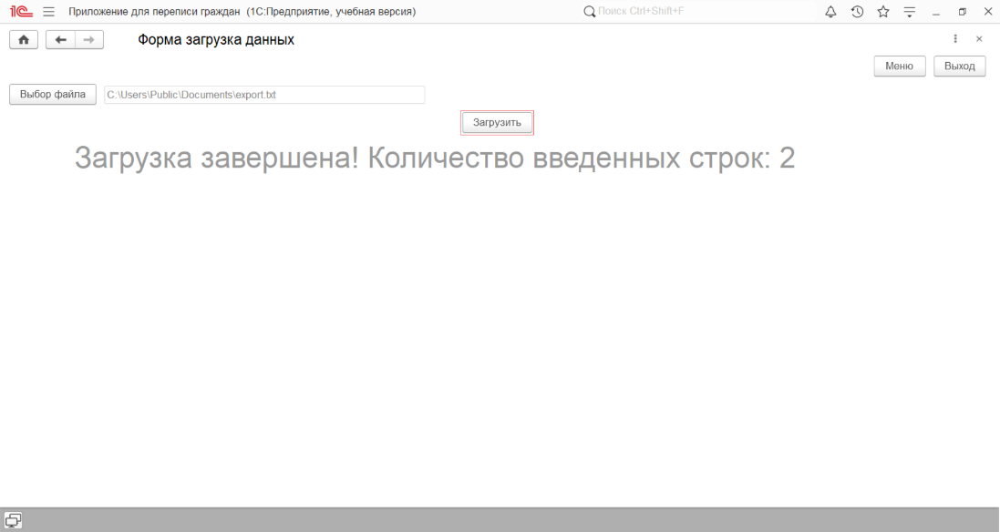 1С Приложение для переписи граждан (1С:Предприятие, учебная версия) Поиск Ctrl+Shift+F
Форма загрузка данных
Меню Выход
Выбор файла C:\Users\Public\Documents\export.txt
Загрузить
Загрузка завершена! Количество введенных строк: 2